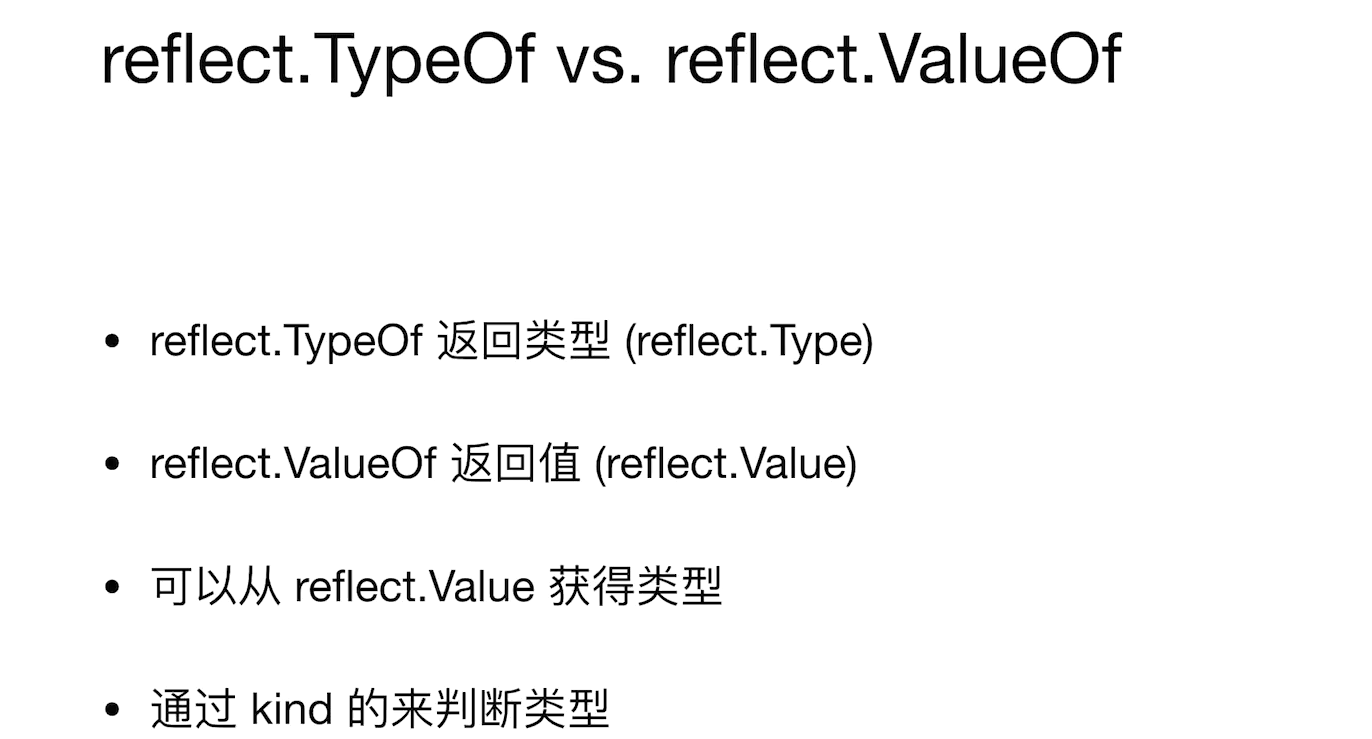 reflect.TypeOf vs. reflect.ValueOf
• reflect.TypeOf 返回类型 (reflect.Type)
• reflect.ValueOf 返回值 (reflect.Value)
• 可以从 reflect.Value 获得类型
• 通过 kind 的来判断类型